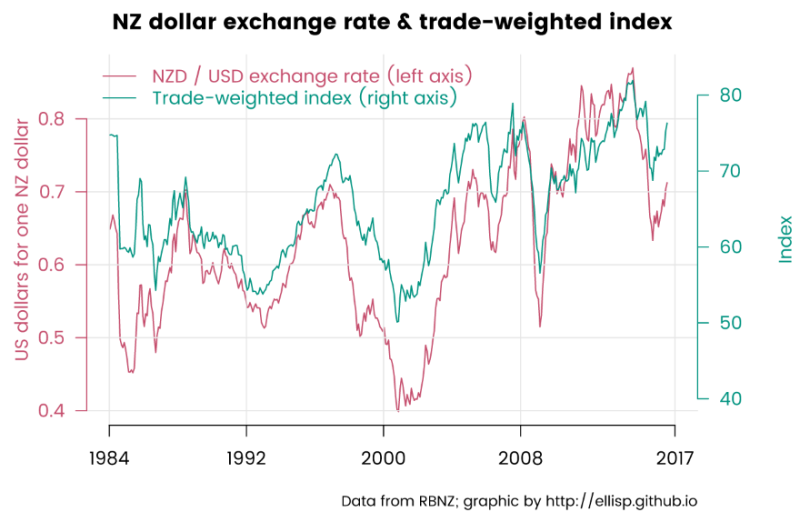 NZ dollar exchange rate & trade-weighted index
NZD / USD exchange rate (left axis)
Trade-weighted index (right axis)
US dollars for one NZ dollar
0.8
0.7
0.6
0.5
0.4
80
70
60
50
40
Index
1984
1992
2000
2008
2017
Data from RBNZ; graphic by http://ellisp.github.io